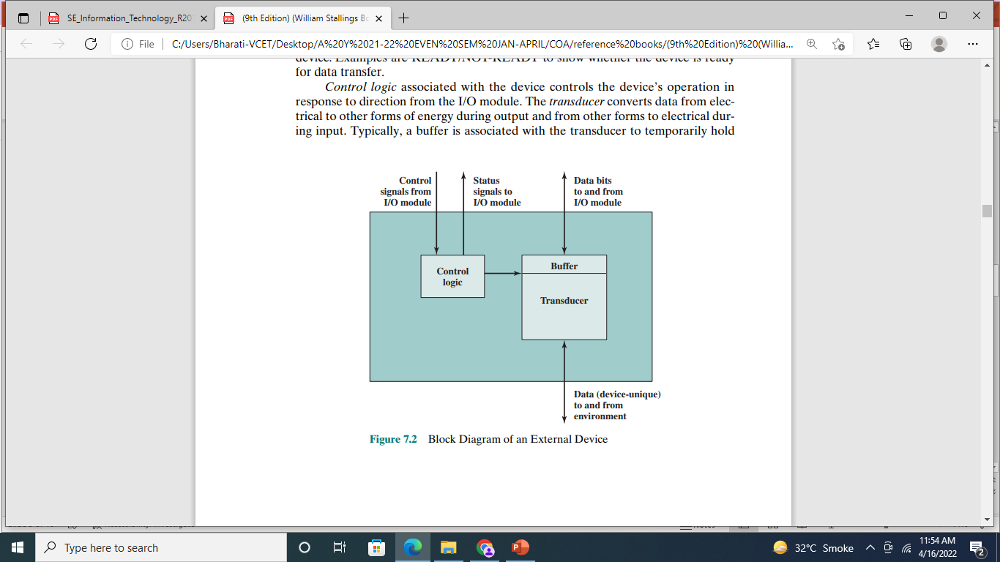 SE_Information_Technology_R20
(9th Edition) (William Stallings Bo
File
C:/Users/Bharati-VCET/Desktop/A%20Y%2021-22%20EVEN%20SEM%20JAN-APRIL/COA/reference%20books/(9th%20Edition)%20(Willia...
device. Examples are READY/NOT-READY to show whether the device is ready
for data transfer.
Control logic associated with the device controls the device’s operation in
response to direction from the I/O module. The transducer converts data from elec-
trical to other forms of energy during output and from other forms to electrical dur-
ing input. Typically, a buffer is associated with the transducer to temporarily hold
Control
signals from
I/O module
Status
signals to
I/O module
Data bits
to and from
I/O module
Control
logic
Buffer
Transducer
Data (device-unique)
to and from
environment
Figure 7.2 Block Diagram of an External Device
Type here to search
32°C Smoke
11:54 AM
4/16/2022
2